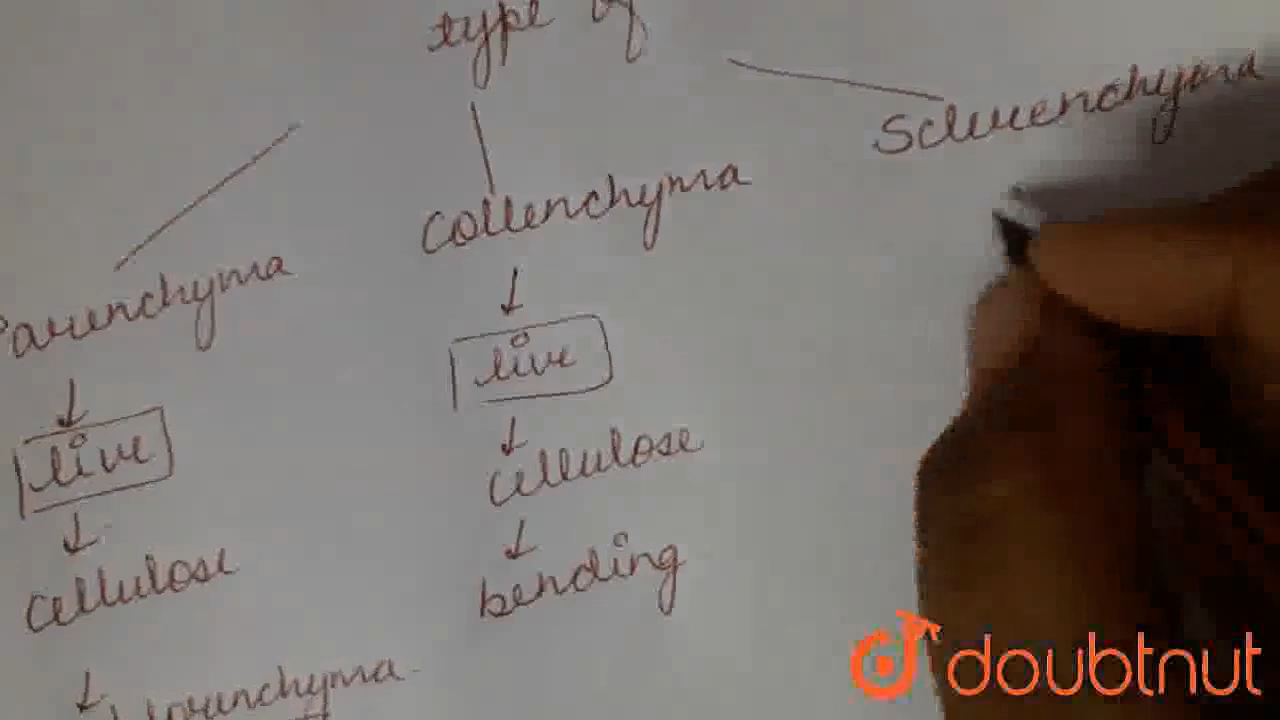 type of
Parenchyma
live
cellulose
Collenchyma
live
cellulose
bending
Sclerenchyma
doubtnut